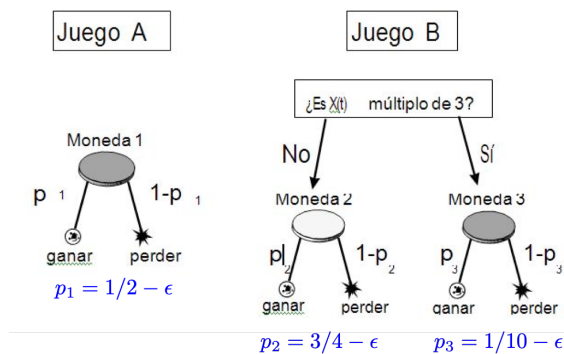 Juego A
Juego B
¿Es X(t) múltiplo de 3?
Moneda 1
No
Sí
p 1
1-p 1
Moneda 2
Moneda 3
ganar
perder
p 2
1-p 2
p 3
1-p 3
p₁ = 1/2 − ϵ
ganar
perder
ganar
perder
p₂ = 3/4 − ϵ
p₃ = 1/10 − ϵ